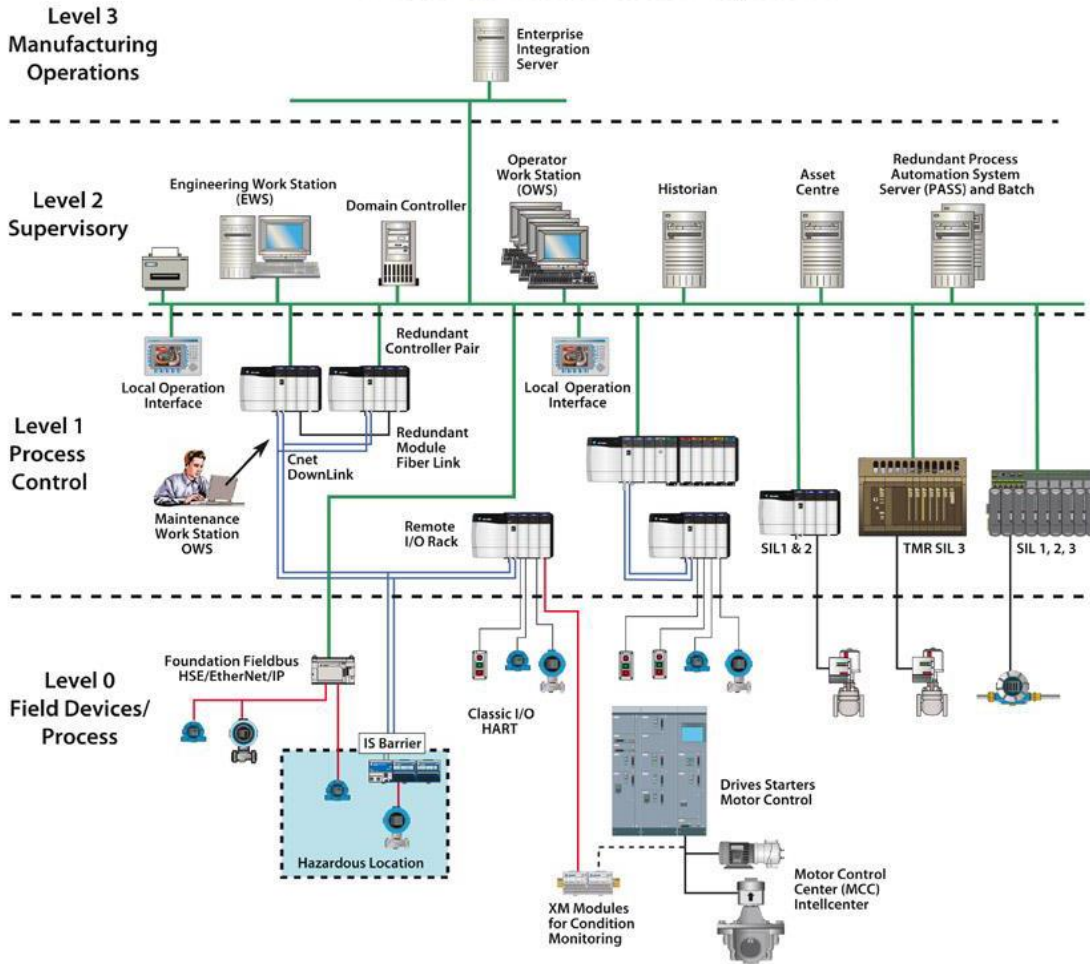 Level 3
Manufacturing
Operations
Enterprise
Integration
Server
Level 2
Supervisory
Engineering Work Station
(EWS)
Domain Controller
Operator
Work Station
(OWS)
Historian
Asset
Centre
Redundant Process
Automation System
Server (PASS) and Batch
Level 1
Process
Control
Local Operation
Interface
Redundant
Controller Pair
Redundant
Module
Fiber Link
Cnet
DownLink
Maintenance
Work Station
OWS
Local Operation
Interface
Remote
I/O Rack
SIL1 & 2
TMR SIL 3
SIL 1, 2, 3
Level 0
Field Devices/
Process
Foundation Fieldbus
HSE/EtherNet/IP
IS Barrier
Hazardous Location
Classic I/O
HART
Drives Starters
Motor Control
XM Modules
for Condition
Monitoring
Motor Control
Center (MCC)
Intellcenter